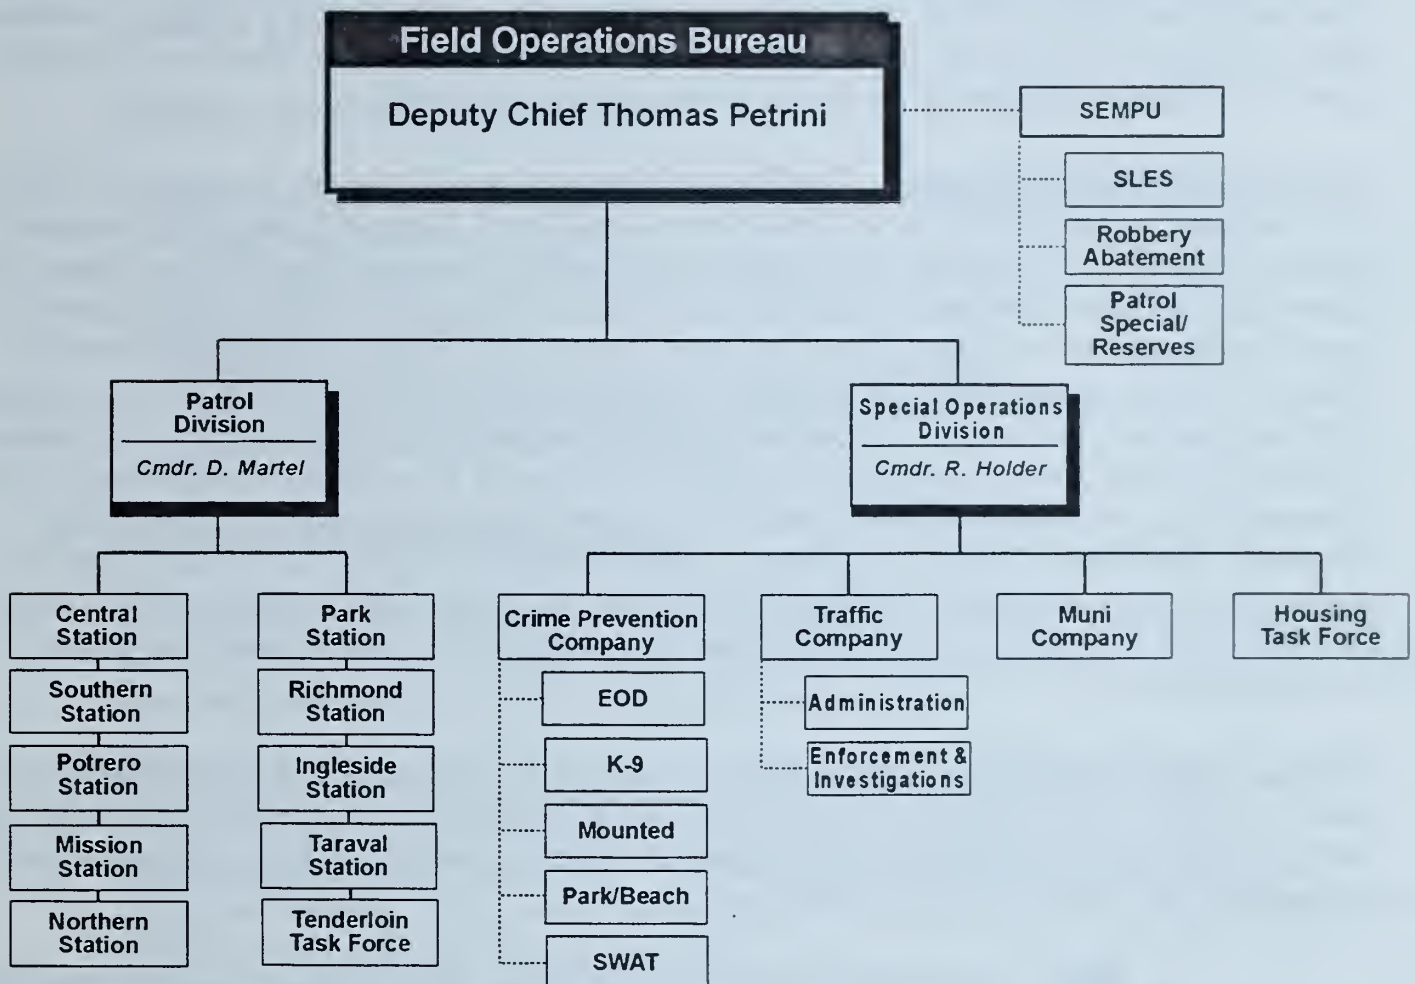 Field Operations Bureau
Deputy Chief Thomas Petrini
SEMPU
SLES
Robbery
Abatement
Patrol
Special/
Reserves
Patrol
Division
Cmdr. D. Martel
Special Operations
Division
Cmdr. R. Holder
Central
Station
Southern
Station
Potrero
Station
Mission
Station
Northern
Station
Park
Station
Richmond
Station
Ingleside
Station
Taraval
Station
Tenderloin
Task Force
Crime Prevention
Company
EOD
K-9
Mounted
Park/Beach
SWAT
Traffic
Company
Administration
Enforcement &
Investigations
Muni
Company
Housing
Task Force